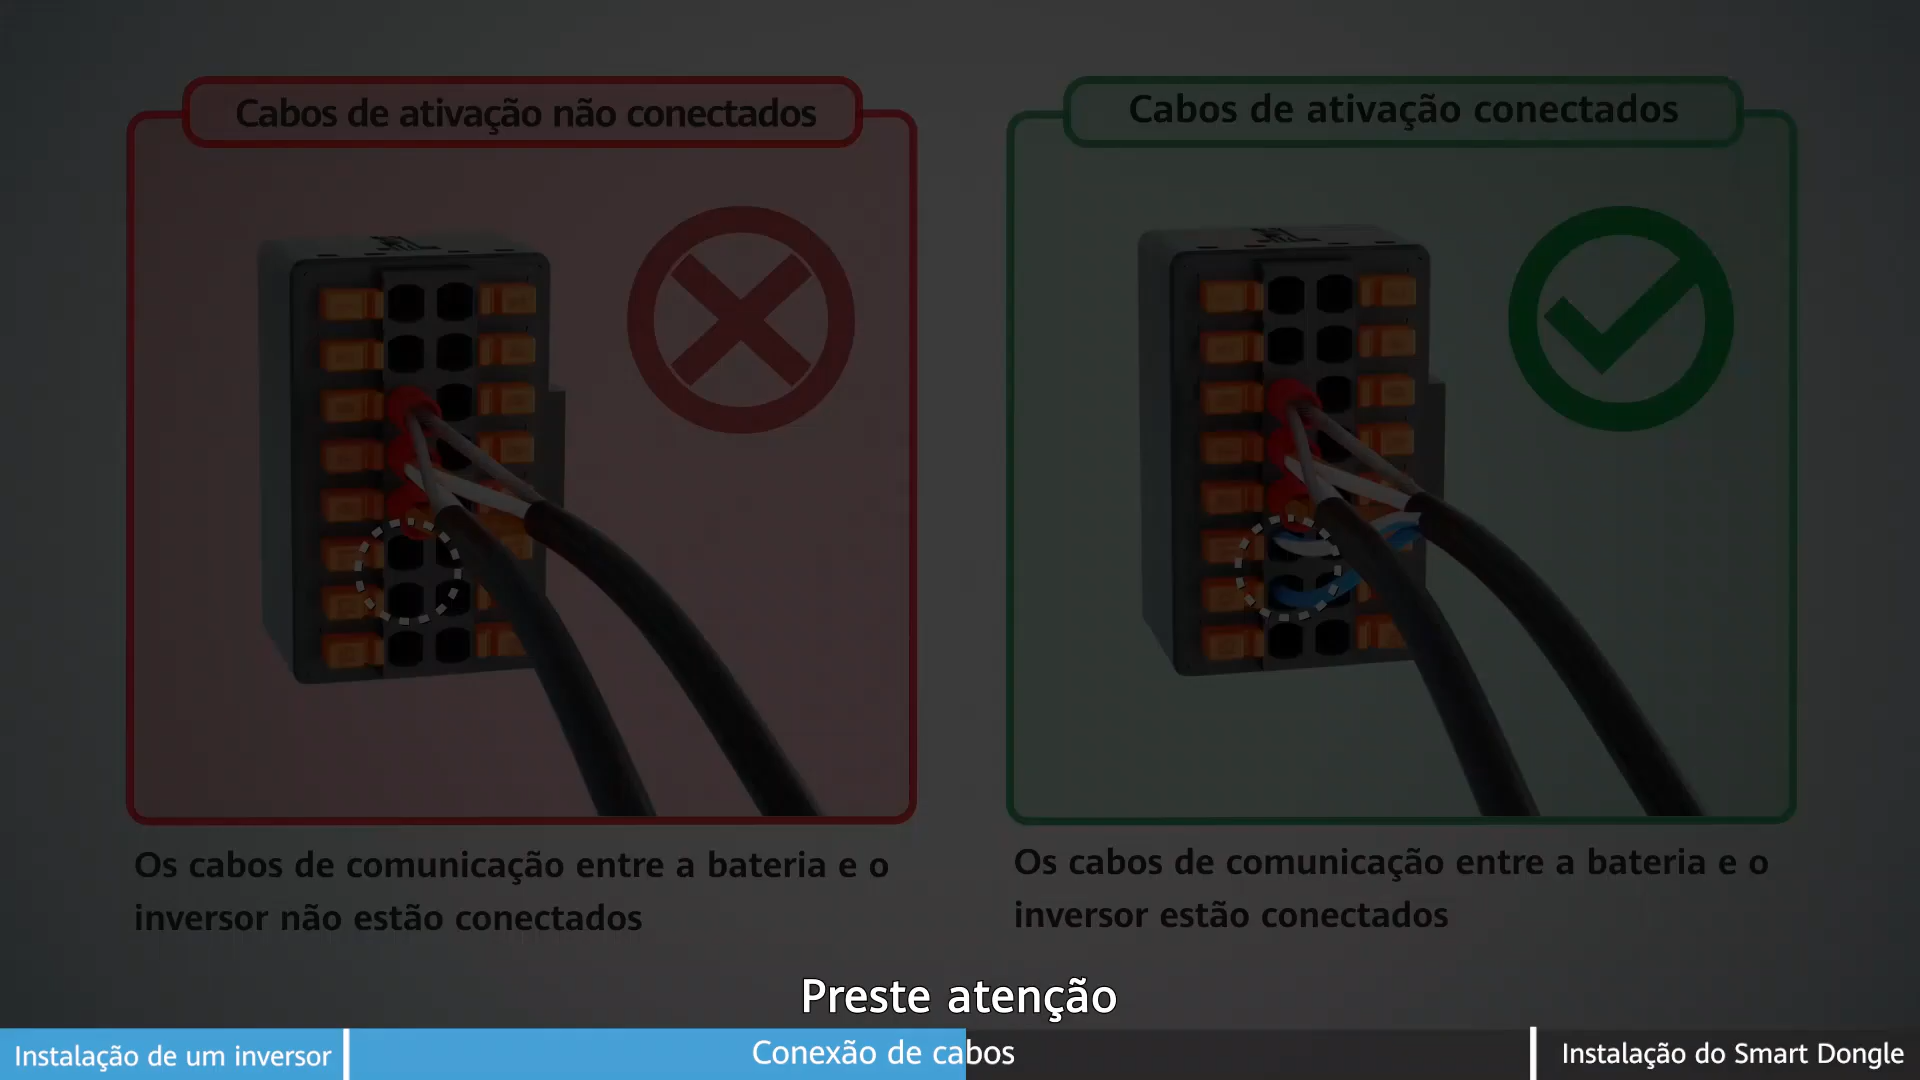 Cabos de ativação não conectados
Cabos de ativação conectados
Os cabos de comunicação entre a bateria e o
inversor não estão conectados
Os cabos de comunicação entre a bateria e o
inversor estão conectados
Preste atenção
Instalação de um inversor
Conexão de cabos
Instalação do Smart Dongle